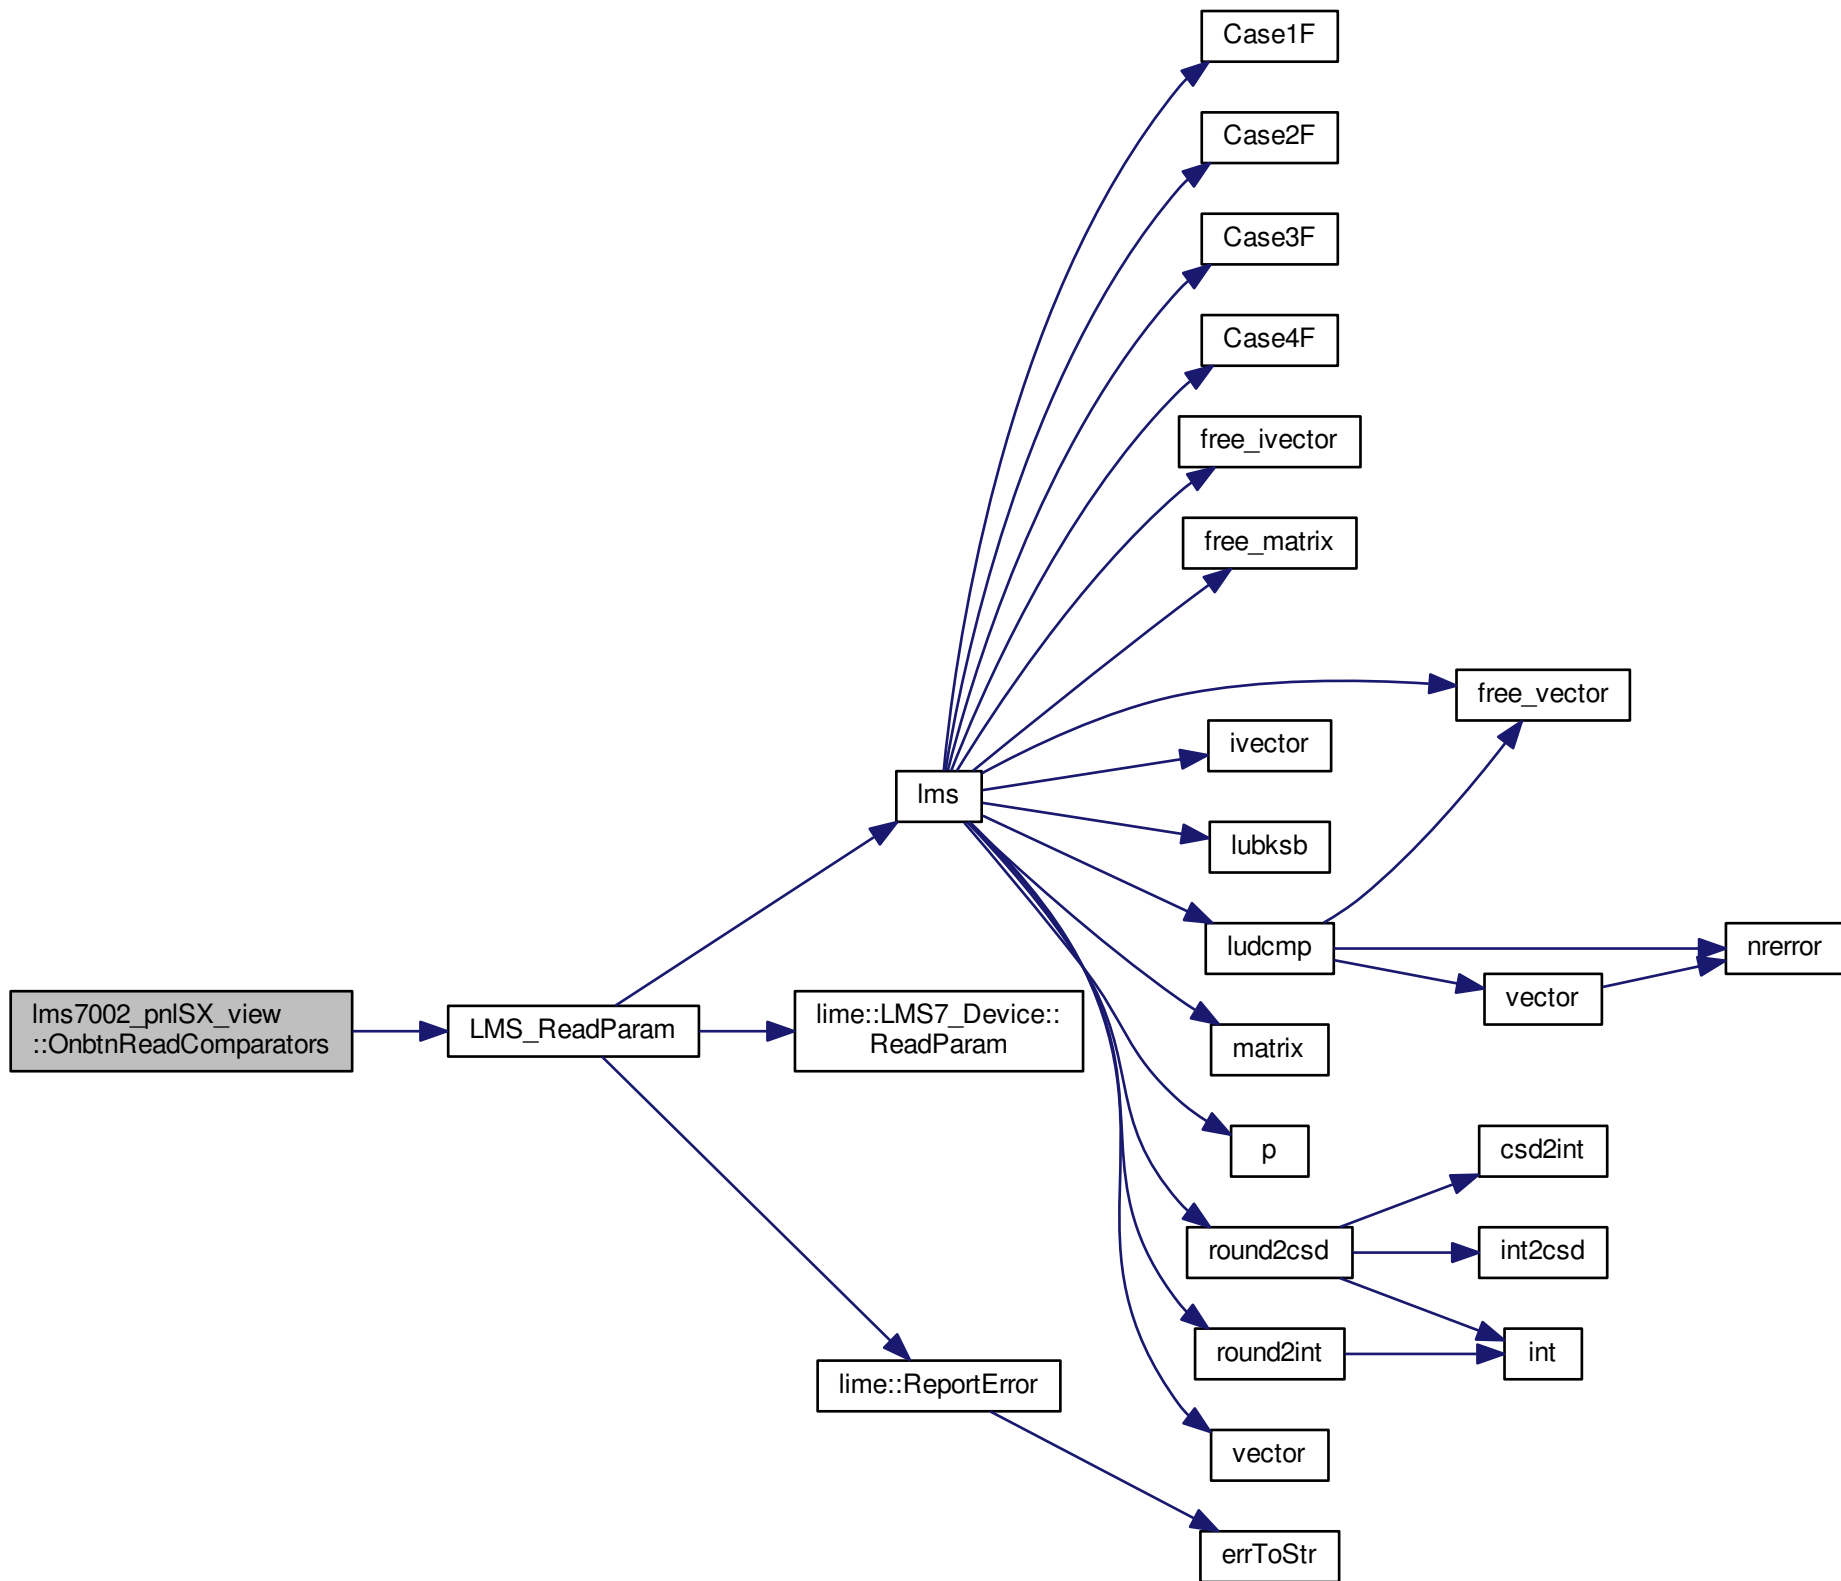 Case1F
Case2F
Case3F
Case4F
free_ivector
free_matrix
free_vector
ivector
lms
lubksb
ludcmp
nrerror
vector
lms7002_pnlSX_view
::OnbtnReadComparators
LMS_ReadParam
lime::LMS7_Device::
ReadParam
matrix
p
csd2int
round2csd
int2csd
round2int
int
lime::ReportError
vector
errToStr